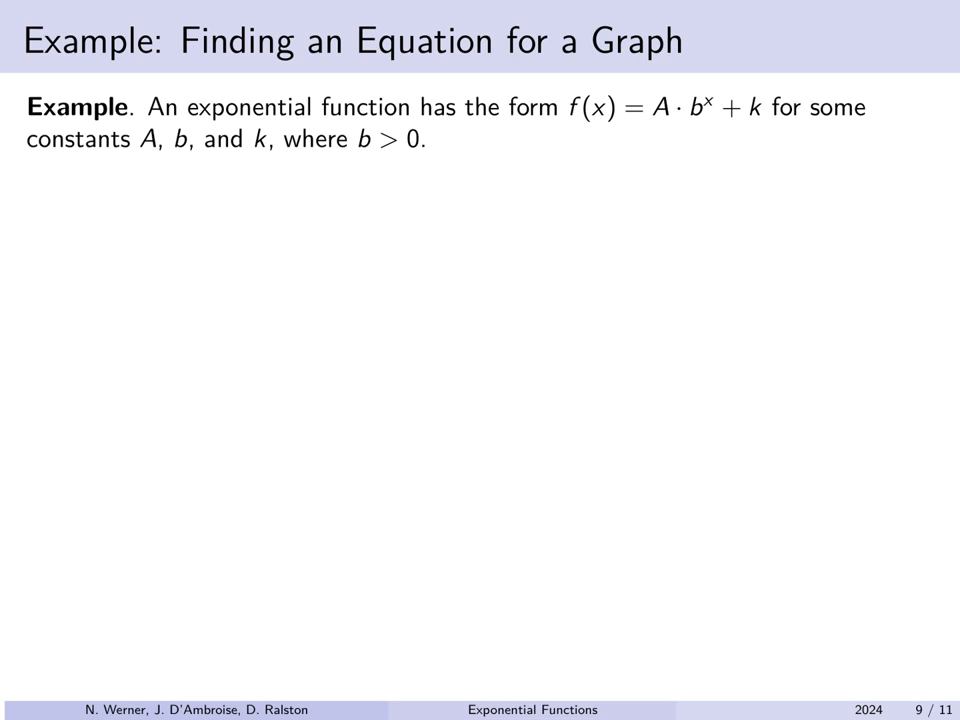 Example: Finding an Equation for a Graph
Example. An exponential function has the form f(x) = A · bˣ + k for some
constants A, b, and k, where b > 0.
N. Werner, J. D'Ambroise, D. Ralston Exponential Functions 2024 9 / 11